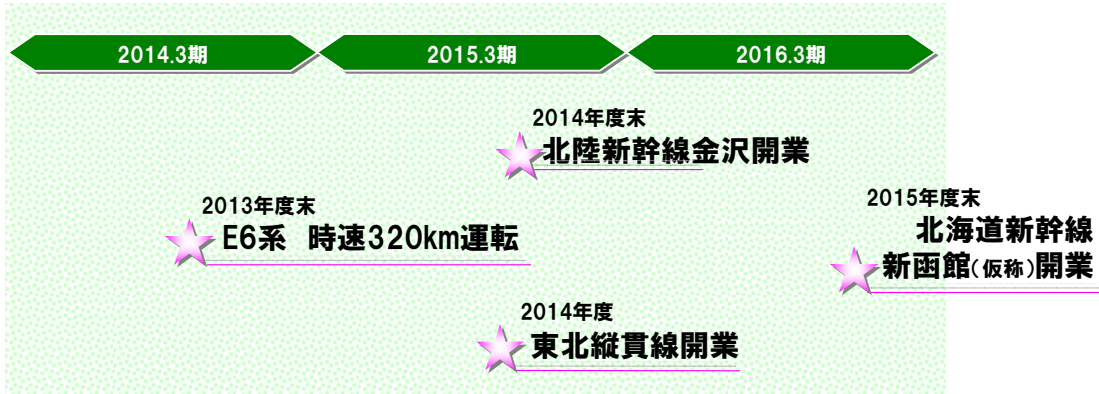 2014.3期
2015.3期
2016.3期
2014年度末
北陸新幹線金沢開業
2013年度末
E6系 時速320km運転
2015年度末
北海道新幹線
新函館(仮称)開業
2014年度
東北縦貫線開業